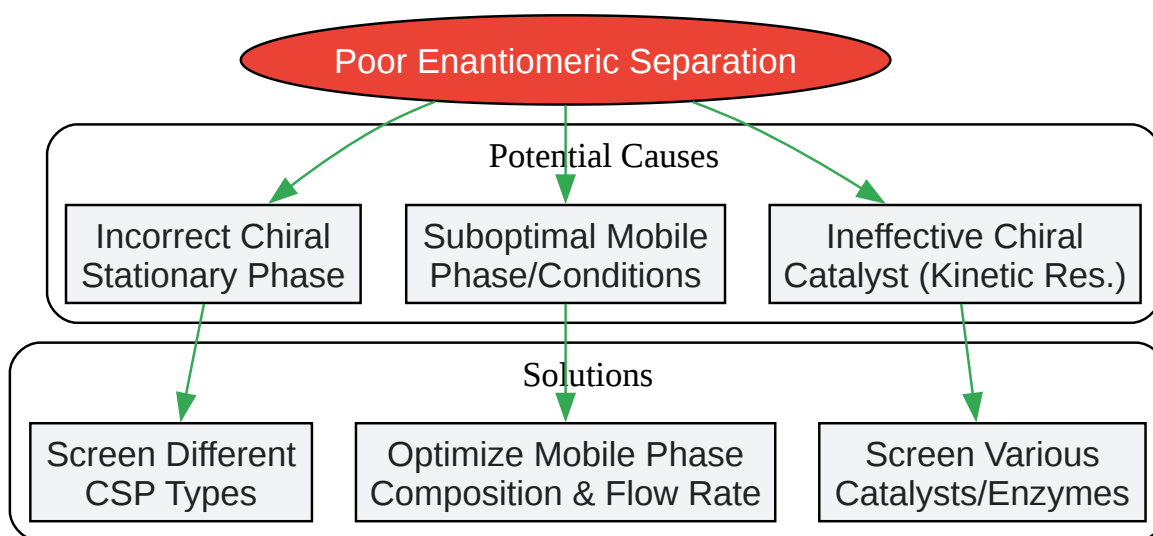 Poor Enantiomeric Separation
Potential Causes
Incorrect Chiral
Stationary Phase
Suboptimal Mobile
Phase/Conditions
Ineffective Chiral
Catalyst (Kinetic Res.)
Solutions
Screen Different
CSP Types
Optimize Mobile Phase
Composition & Flow Rate
Screen Various
Catalysts/Enzymes